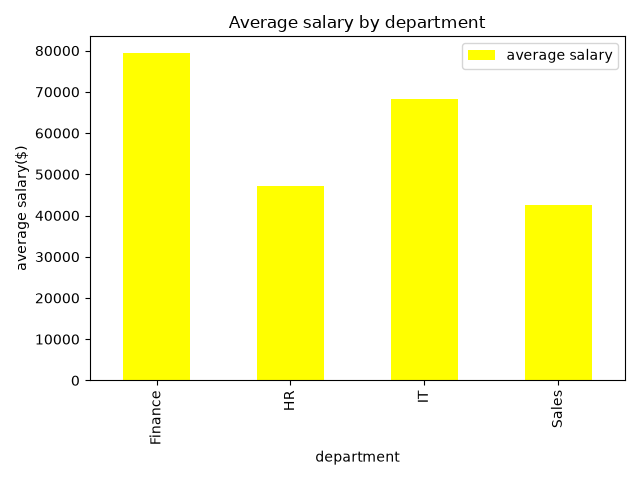 Average salary by department
average salary
80000
70000
60000
50000
40000
30000
20000
10000
0
average salary($)
Finance
HR
IT
Sales
department